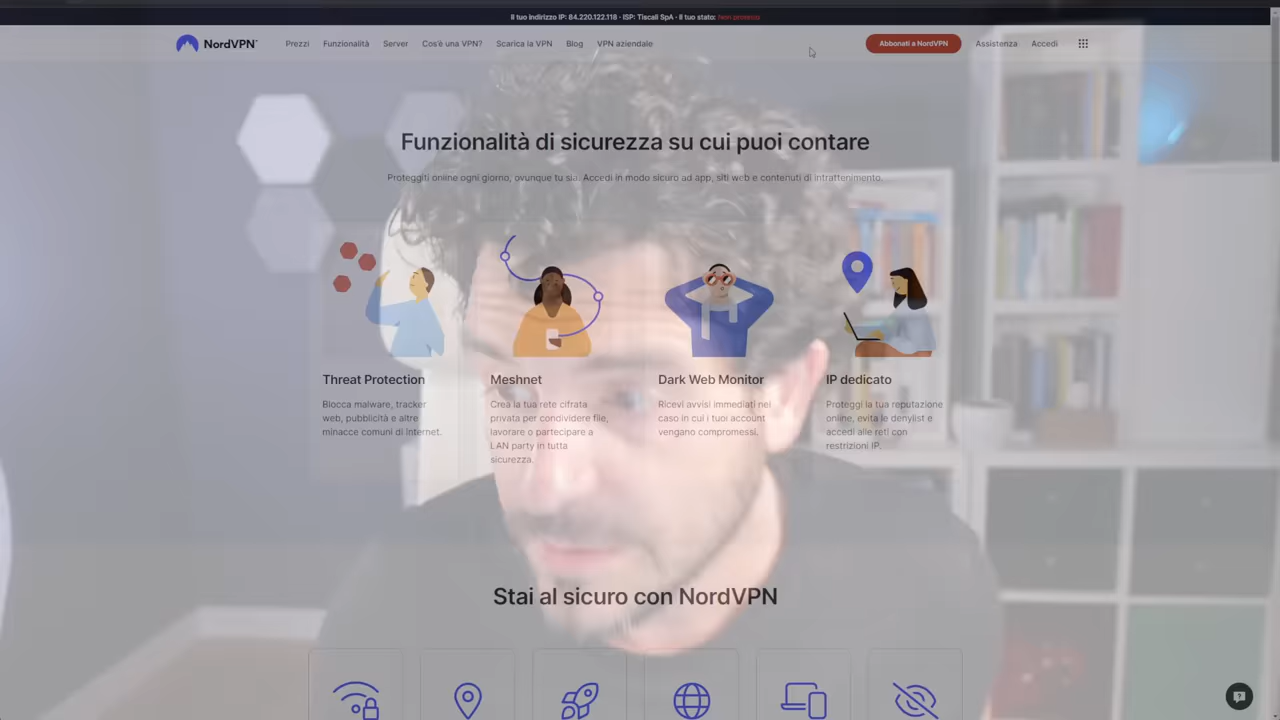 Il tuo indirizzo IP: 84.220.122.118 · ISP: Tiscali SpA · Il tuo stato: Non protetto
NordVPN
Prezzi
Funzionalità
Server
Cos'è una VPN?
Scarica la VPN
Blog
VPN aziendale
Abbonati a NordVPN
Assistenza
Accedi
Funzionalità di sicurezza su cui puoi contare
Proteggiti online ogni giorno, ovunque tu sia. Accedi in modo sicuro ad app, siti web e contenuti di intrattenimento.
Threat Protection
Blocca malware, tracker
web, pubblicità e altre
minacce comuni di Internet.
Meshnet
Crea la tua rete cifrata
privata per condividere file,
lavorare o partecipare a
LAN party in tutta
sicurezza.
Dark Web Monitor
Ricevi avvisi immediati nel
caso in cui i tuoi account
vengano compromessi.
IP dedicato
Proteggi la tua reputazione
online, evita le denylist e
accedi alle reti con
restrizioni IP.
Stai al sicuro con NordVPN